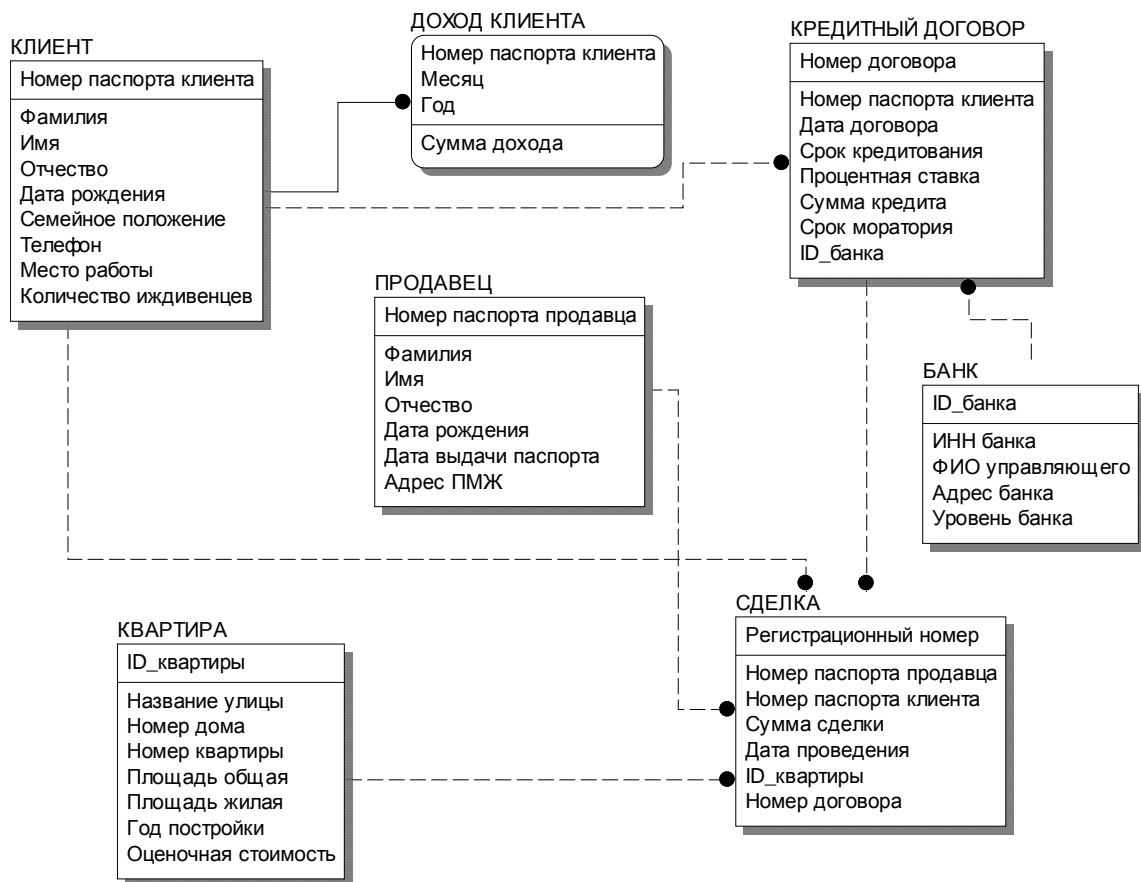 КЛИЕНТ
Номер паспорта клиента
Фамилия
Имя
Отчество
Дата рождения
Семейное положение
Телефон
Место работы
Количество иждивенцев
ДОХОД КЛИЕНТА
Номер паспорта клиента
Месяц
Год
Сумма дохода
КРЕДИТНЫЙ ДОГОВОР
Номер договора
Номер паспорта клиента
Дата договора
Срок кредитования
Процентная ставка
Сумма кредита
Срок моратория
ID_банка
ПРОДАВЕЦ
Номер паспорта продавца
Фамилия
Имя
Отчество
Дата рождения
Дата выдачи паспорта
Адрес ПМЖ
БАНК
ID_банка
ИНН банка
ФИО управляющего
Адрес банка
Уровень банка
КВАРТИРА
ID_квартиры
Название улицы
Номер дома
Номер квартиры
Площадь общая
Площадь жилая
Год постройки
Оценочная стоимость
СДЕЛКА
Регистрационный номер
Номер паспорта продавца
Номер паспорта клиента
Сумма сделки
Дата проведения
ID_квартиры
Номер договора